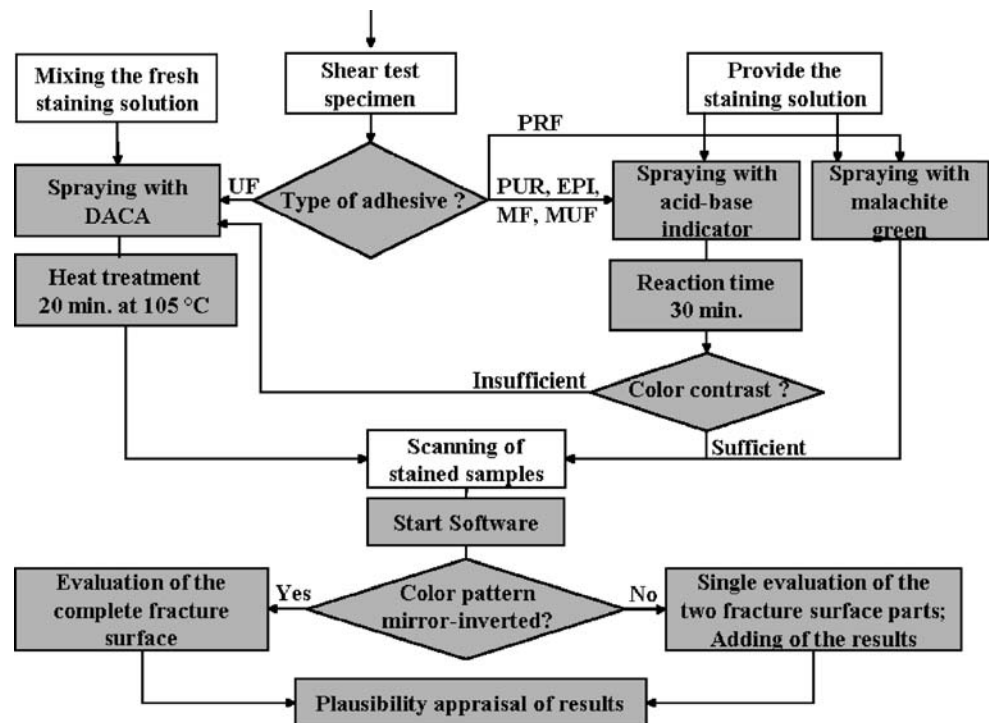 Mixing the fresh
staining solution
Shear test
specimen
Provide the
staining solution
PRF
Spraying with
DACA
UF
Type of adhesive ?
PUR, EPI,
MF, MUF
Spraying with
acid-base
indicator
Spraying with
malachite
green
Heat treatment
20 min. at 105 °C
Reaction time
30 min.
Insufficient
Color contrast ?
Sufficient
Scanning of
stained samples
Start Software
Evaluation of the
complete fracture
surface
Yes
Color pattern
mirror-inverted?
No
Single evaluation of the
two fracture surface parts;
Adding of the results
Plausibility appraisal of results